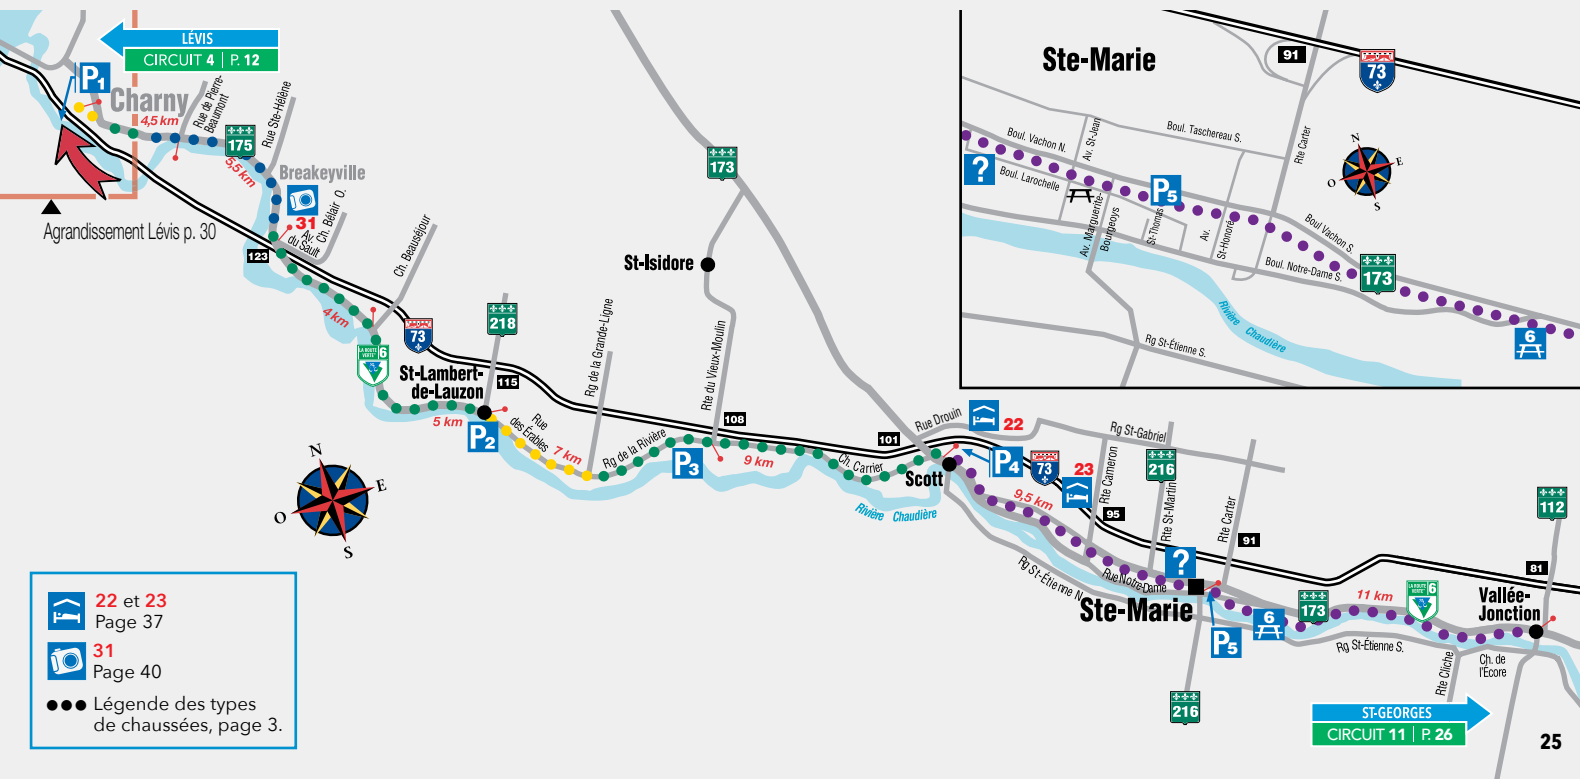 LÉVIS
CIRCUIT 4 | P. 12
P1
Charny
4,5 km
Rue de Pierre-
Beaumont
Rue Ste-Hélène
175
5,5 km
Breakeyville
31
Av.
du Sault
Ch. Bélair O.
Agrandissement Lévis p. 30
123
Ch. Beauséjour
4 km
73
LA ROUTE
VERTE
6
218
St-Lambert-
de-Lauzon
115
5 km
P2
Rue
des Érables
7 km
Rg de la Grande-Ligne
Rg de la Rivière
173
St-Isidore
Rte du Vieux-Moulin
108
P3
9 km
Ch. Carrier
101
Rue Drouin
22
Scott
P4
Rivière Chaudière
73
23
9,5 km
Rg St-Gabriel
Rte Cameron
216
Rte St-Martin
95
Rte Carter
91
Rg St-Étienne N.
Rue Notre-Dame
?
Ste-Marie
P5
6
173
11 km
LA ROUTE
VERTE
6
Rg St-Étienne S.
Vallée-
Jonction
81
112
Rte Cliche
Ch. de
l'Écore
216
ST-GEORGES
CIRCUIT 11 | P. 26
25
Ste-Marie
91
73
Boul. Vachon N.
Av. St-Jean
Boul. Taschereau S.
Rte Carter
N
E
S
O
?
Boul. Larochelle
P5
Av. Marguerite-
Bourgeoys
St-Thomas
Av.
St-Honoré
Boul Vachon S.
Boul. Notre-Dame S.
173
Rivière Chaudière
Rg St-Étienne S.
6
N
E
S
O
22 et 23
Page 37
31
Page 40
Légende des types
de chaussées, page 3.